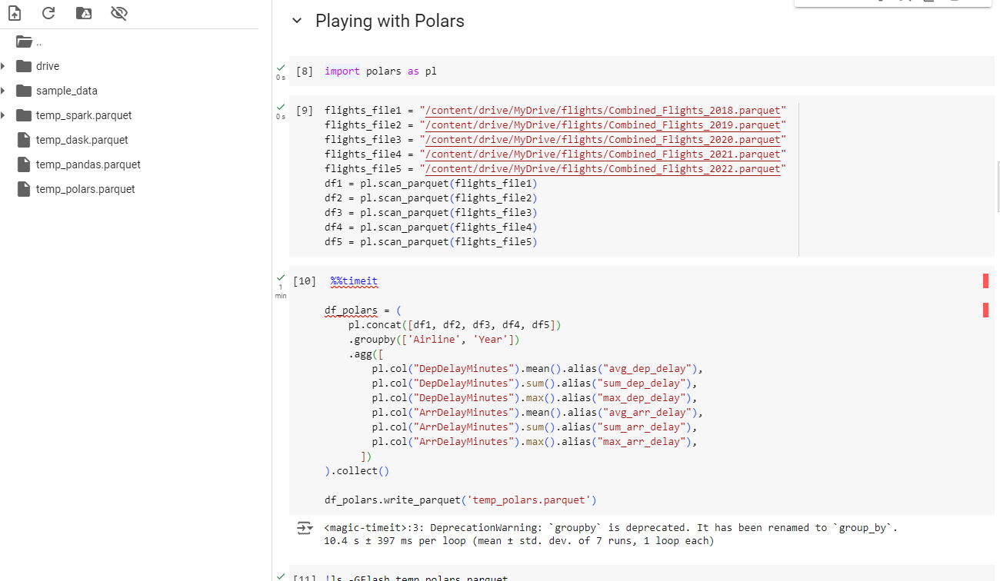 ..
drive
sample_data
temp_spark.parquet
temp_dask.parquet
temp_pandas.parquet
temp_polars.parquet
Playing with Polars
0 s
[8] import polars as pl
0 s
[9] flights_file1 = "/content/drive/MyDrive/flights/Combined_Flights_2018.parquet"
flights_file2 = "/content/drive/MyDrive/flights/Combined_Flights_2019.parquet"
flights_file3 = "/content/drive/MyDrive/flights/Combined_Flights_2020.parquet"
flights_file4 = "/content/drive/MyDrive/flights/Combined_Flights_2021.parquet"
flights_file5 = "/content/drive/MyDrive/flights/Combined_Flights_2022.parquet"
df1 = pl.scan_parquet(flights_file1)
df2 = pl.scan_parquet(flights_file2)
df3 = pl.scan_parquet(flights_file3)
df4 = pl.scan_parquet(flights_file4)
df5 = pl.scan_parquet(flights_file5)
1
min
[10] %%timeit
df_polars = (
    pl.concat([df1, df2, df3, df4, df5])
    .groupby(['Airline', 'Year'])
    .agg([
        pl.col("DepDelayMinutes").mean().alias("avg_dep_delay"),
        pl.col("DepDelayMinutes").sum().alias("sum_dep_delay"),
        pl.col("DepDelayMinutes").max().alias("max_dep_delay"),
        pl.col("ArrDelayMinutes").mean().alias("avg_arr_delay"),
        pl.col("ArrDelayMinutes").sum().alias("sum_arr_delay"),
        pl.col("ArrDelayMinutes").max().alias("max_arr_delay"),
      ])
).collect()
df_polars.write_parquet('temp_polars.parquet')
<magic-timeit>:3: DeprecationWarning: `groupby` is deprecated. It has been renamed to `group_by`.
10.4 s ± 397 ms per loop (mean ± std. dev. of 7 runs, 1 loop each)
[11] !ls -GFlash temp_polars.parquet